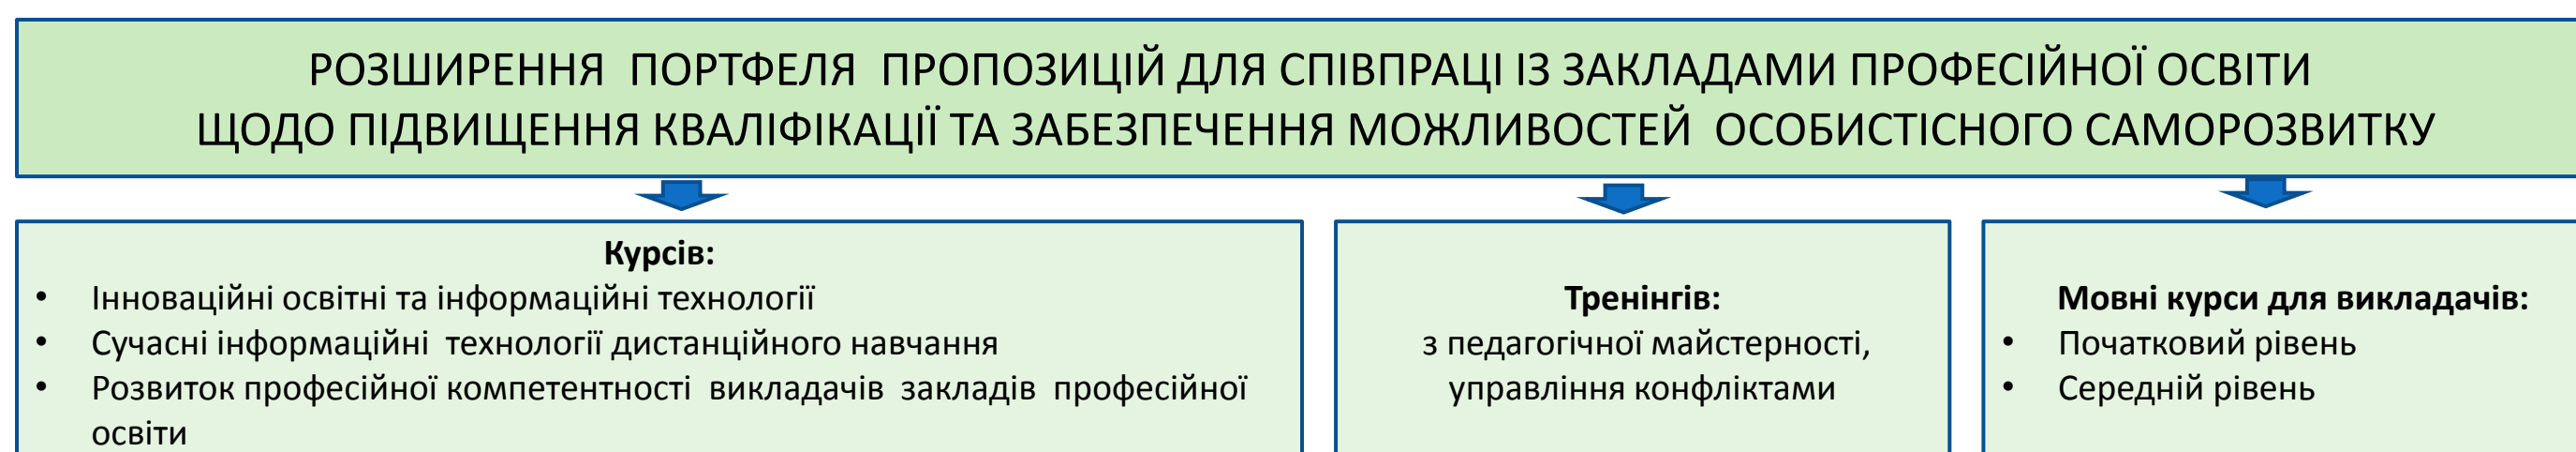 РОЗШИРЕННЯ ПОРТФЕЛЯ ПРОПОЗИЦІЙ ДЛЯ СПІВПРАЦІ ІЗ ЗАКЛАДАМИ ПРОФЕСІЙНОЇ ОСВІТИ
ЩОДО ПІДВИЩЕННЯ КВАЛІФІКАЦІЇ ТА ЗАБЕЗПЕЧЕННЯ МОЖЛИВОСТЕЙ ОСОБИСТІСНОГО САМОРОЗВИТКУ
Курсів:
• Інноваційні освітні та інформаційні технології
• Сучасні інформаційні технології дистанційного навчання
• Розвиток професійної компетентності викладачів закладів професійної
освіти
Тренінгів:
з педагогічної майстерності,
управління конфліктами
Мовні курси для викладачів:
• Початковий рівень
• Середній рівень